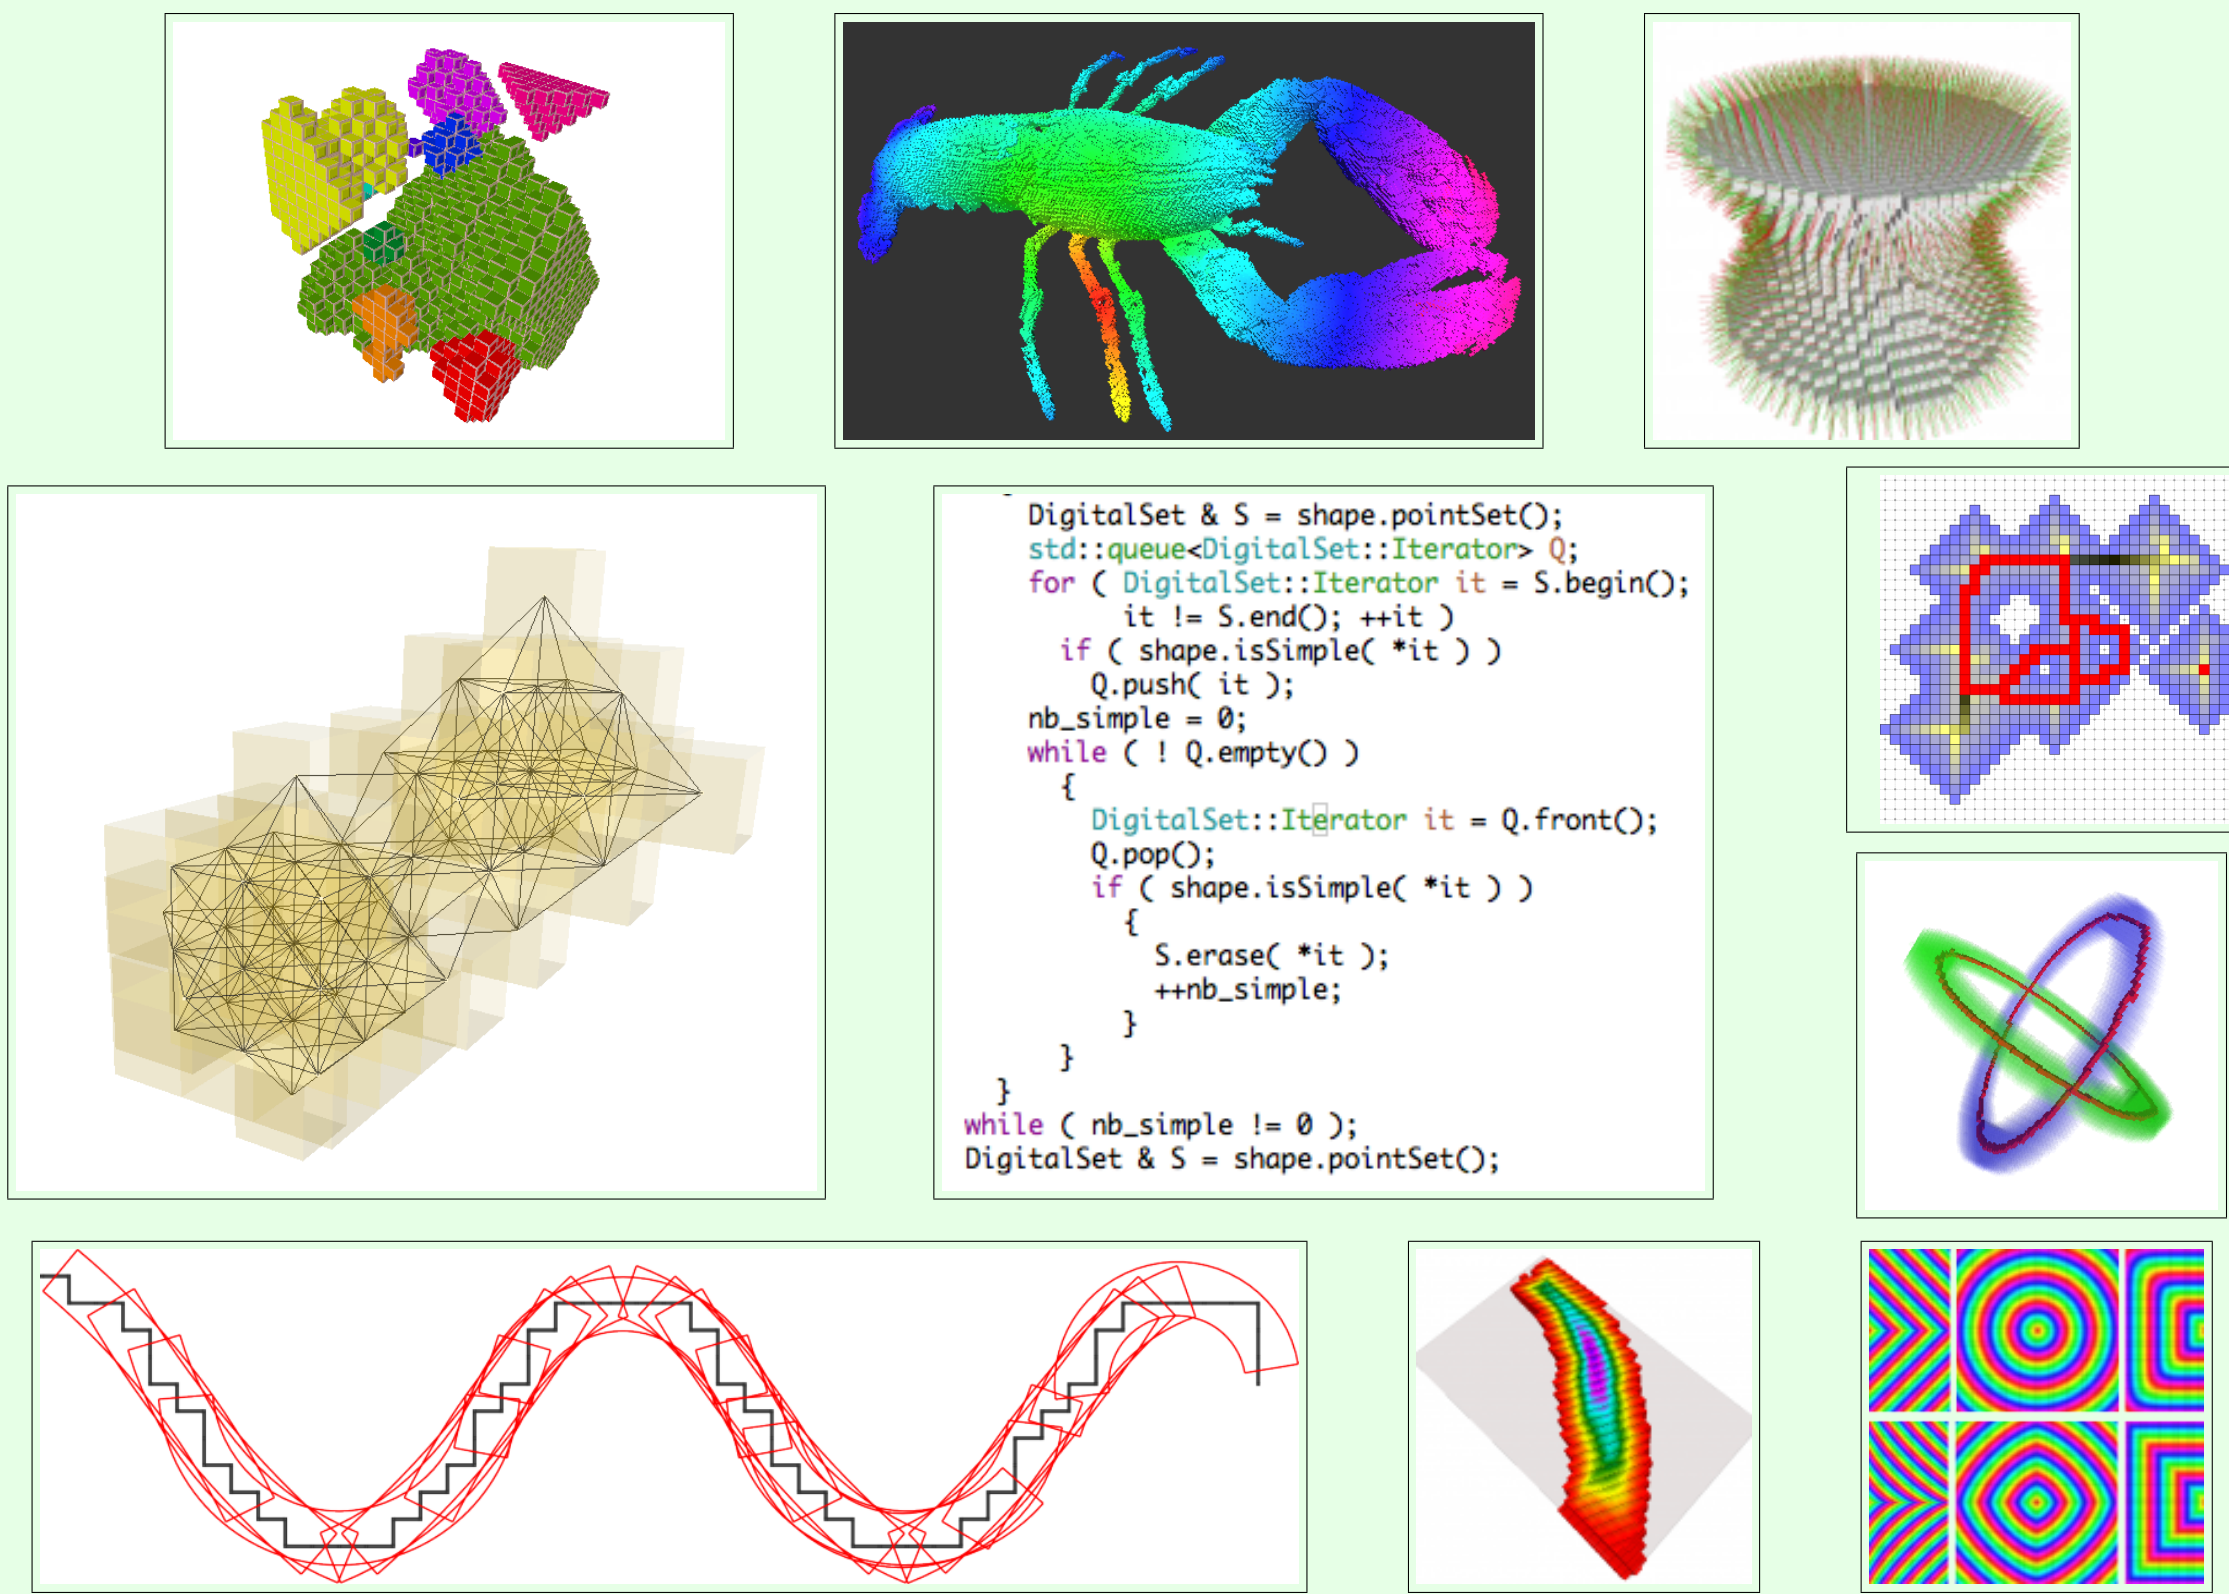 DigitalSet & S = shape.pointSet();
std::queue<DigitalSet::Iterator> Q;
for ( DigitalSet::Iterator it = S.begin();
it != S.end(); ++it )
if ( shape.isSimple( *it ) )
Q.push( it );
nb_simple = 0;
while ( ! Q.empty() )
{
DigitalSet::Iterator it = Q.front();
Q.pop();
if ( shape.isSimple( *it ) )
{
S.erase( *it );
++nb_simple;
}
}
}
while ( nb_simple != 0 );
DigitalSet & S = shape.pointSet();